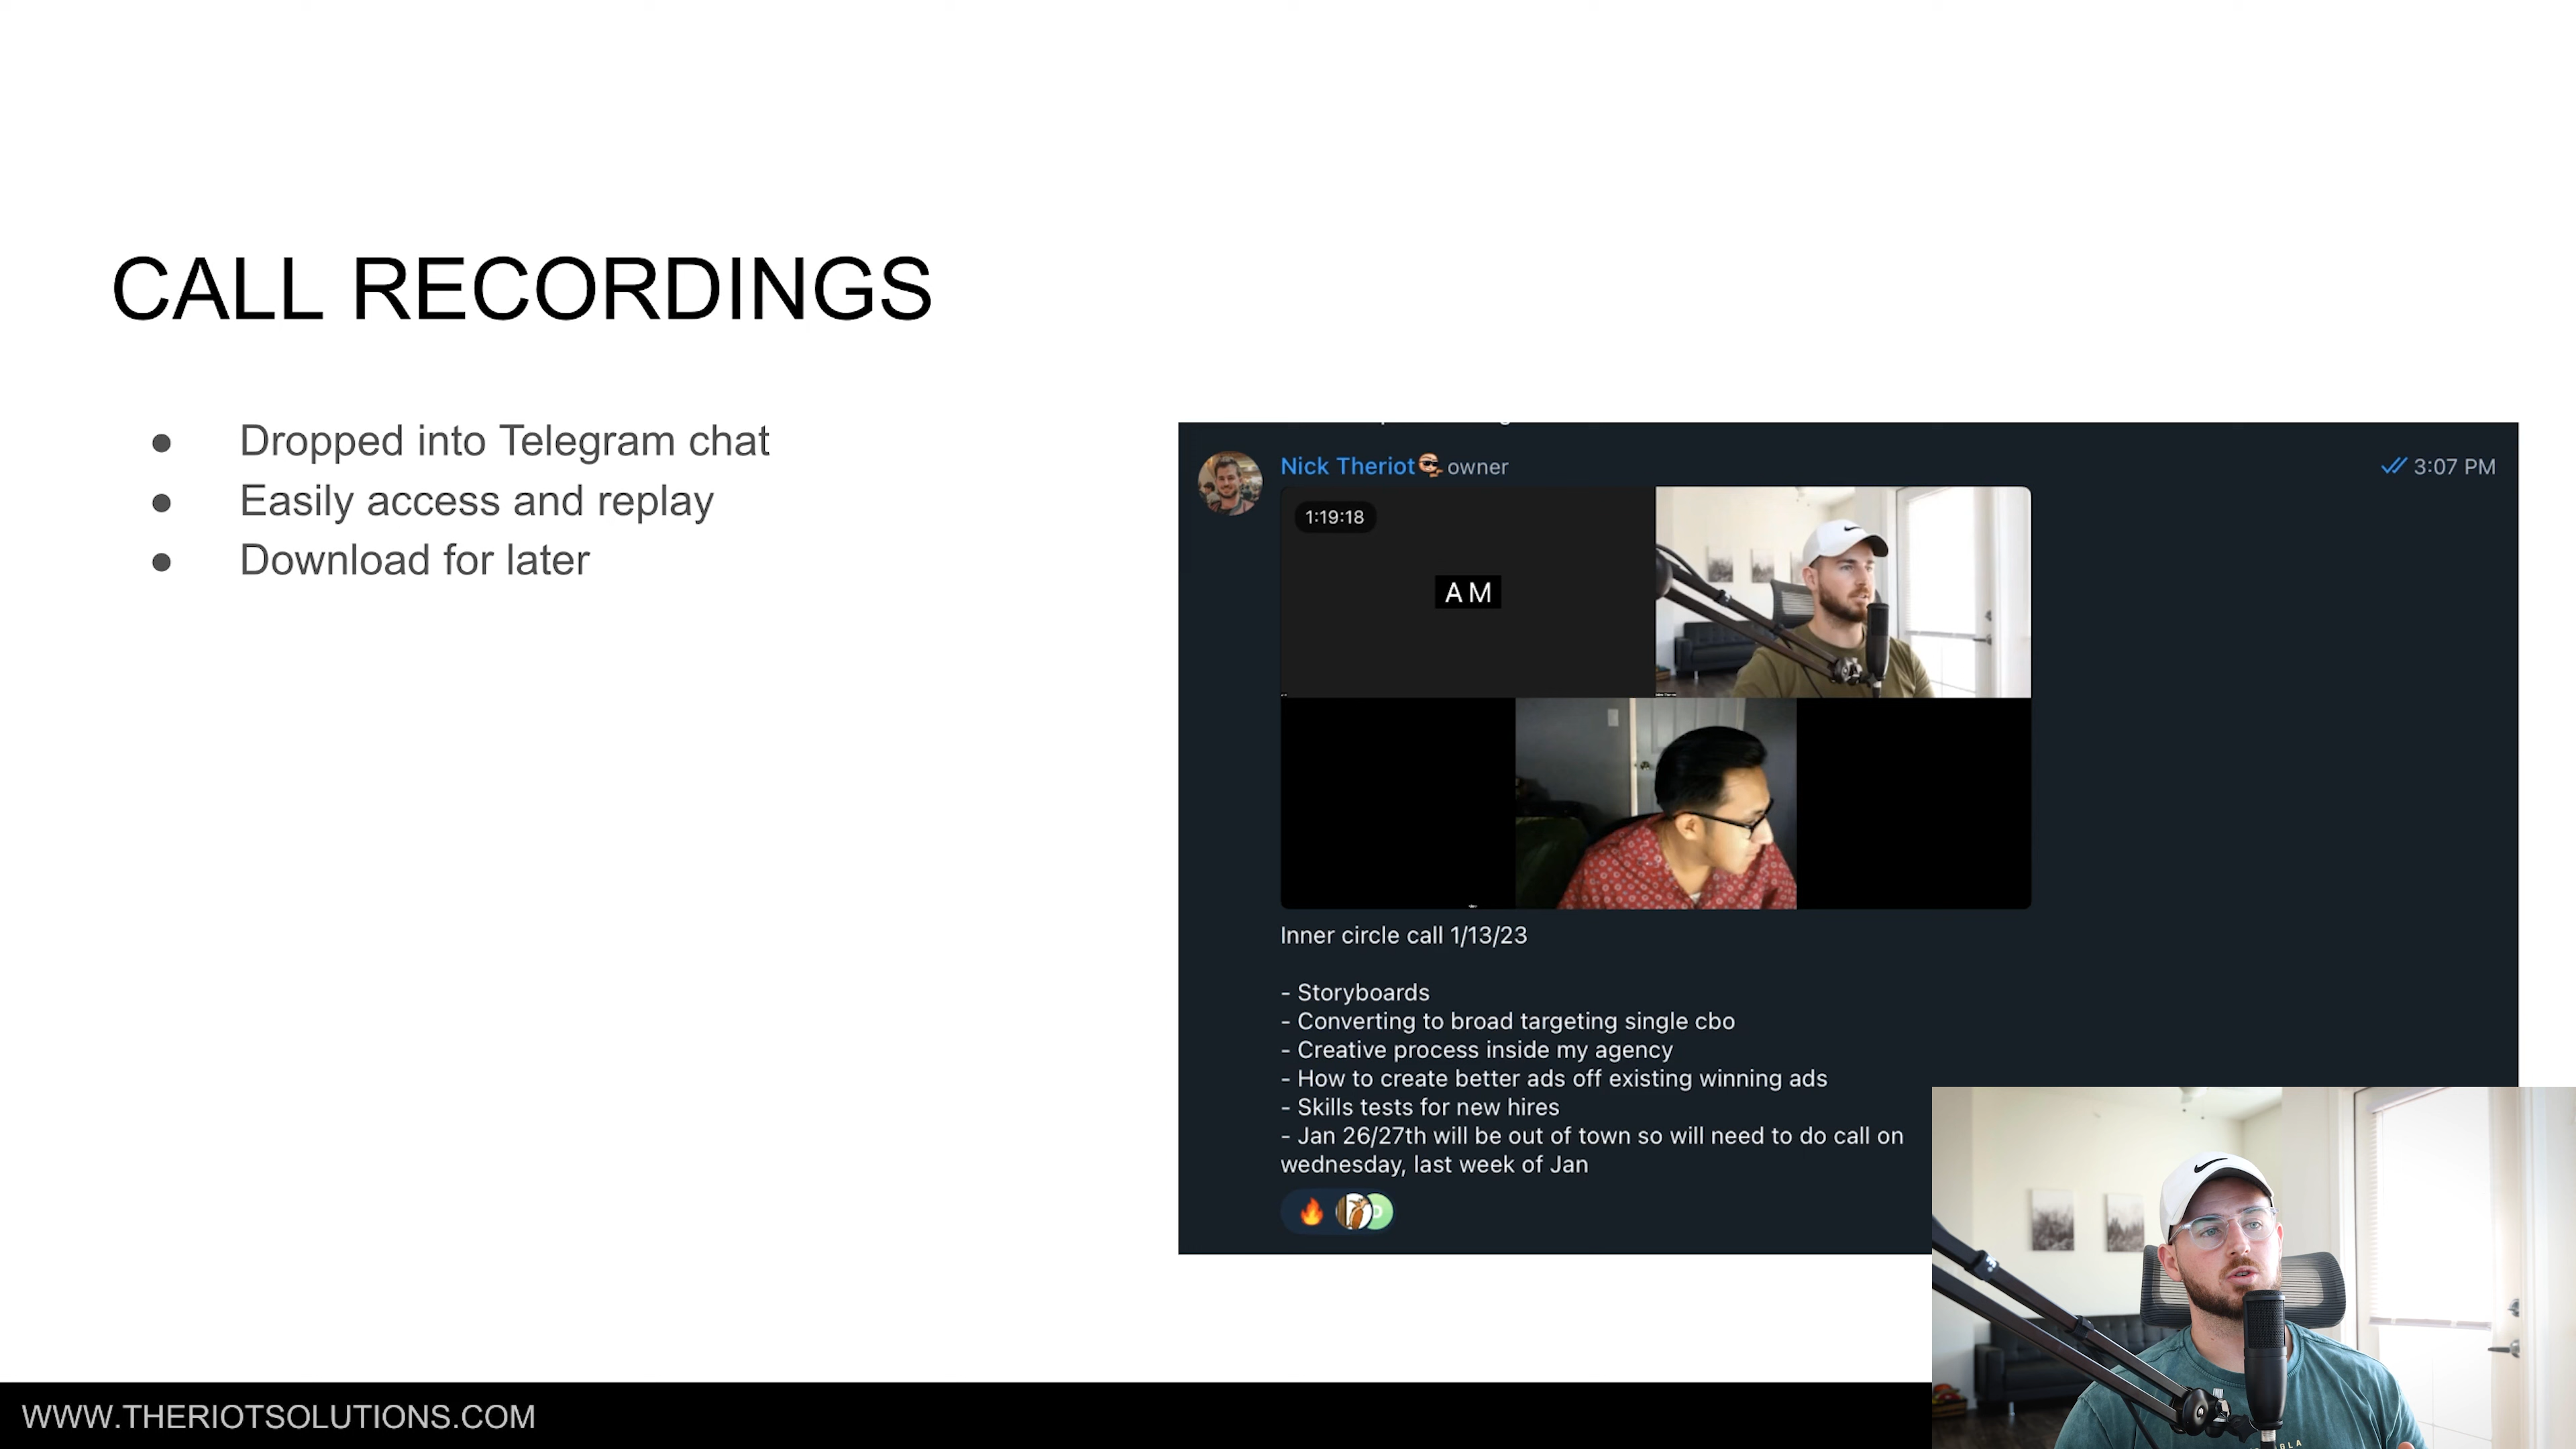 CALL RECORDINGS
● Dropped into Telegram chat
● Easily access and replay
● Download for later
Nick Theriot owner
3:07 PM
1:19:18
AM
Inner circle call 1/13/23
- Storyboards
- Converting to broad targeting single cbo
- Creative process inside my agency
- How to create better ads off existing winning ads
- Skills tests for new hires
- Jan 26/27th will be out of town so will need to do call on
wednesday, last week of Jan
WWW.THERIOTSOLUTIONS.COM